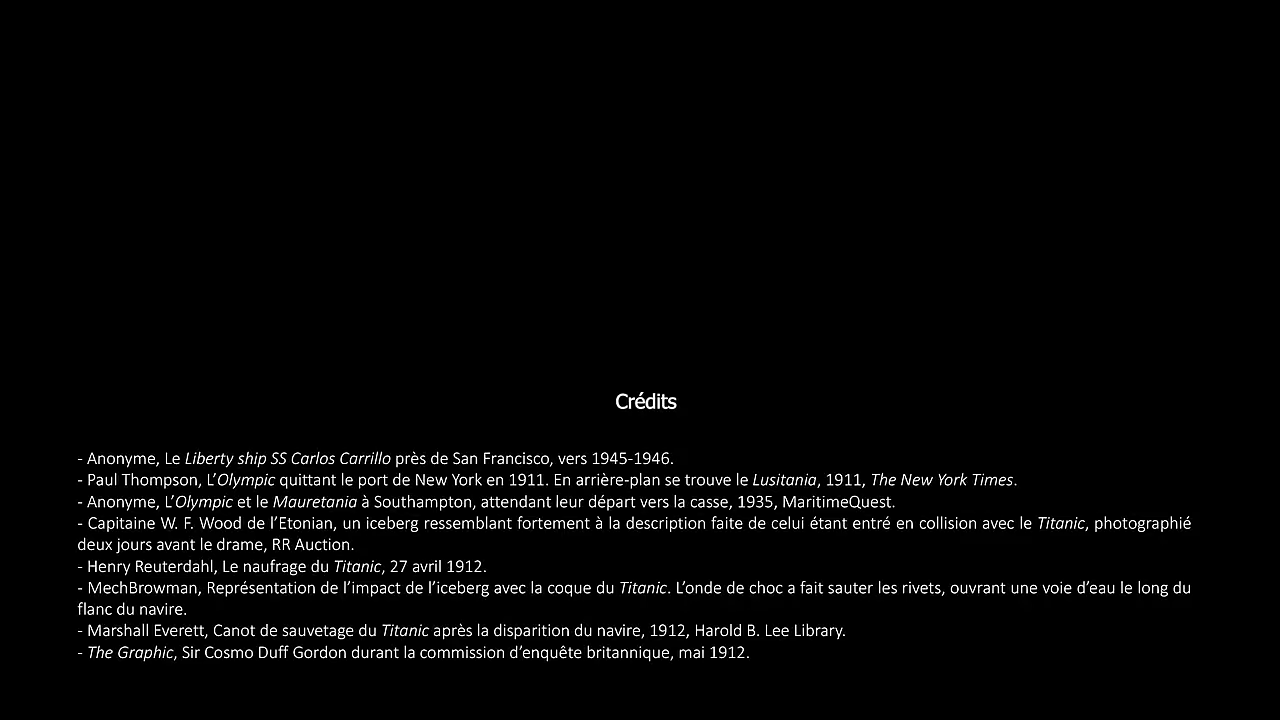 Crédits
- Anonyme, Le Liberty ship SS Carlos Carrillo près de San Francisco, vers 1945-1946.
- Paul Thompson, L’Olympic quittant le port de New York en 1911. En arrière-plan se trouve le Lusitania, 1911, The New York Times.
- Anonyme, L’Olympic et le Mauretania à Southampton, attendant leur départ vers la casse, 1935, MaritimeQuest.
- Capitaine W. F. Wood de l’Etonian, un iceberg ressemblant fortement à la description faite de celui étant entré en collision avec le Titanic, photographié
deux jours avant le drame, RR Auction.
- Henry Reuterdahl, Le naufrage du Titanic, 27 avril 1912.
- MechBrowman, Représentation de l’impact de l’iceberg avec la coque du Titanic. L’onde de choc a fait sauter les rivets, ouvrant une voie d’eau le long du
flanc du navire.
- Marshall Everett, Canot de sauvetage du Titanic après la disparition du navire, 1912, Harold B. Lee Library.
- The Graphic, Sir Cosmo Duff Gordon durant la commission d’enquête britannique, mai 1912.